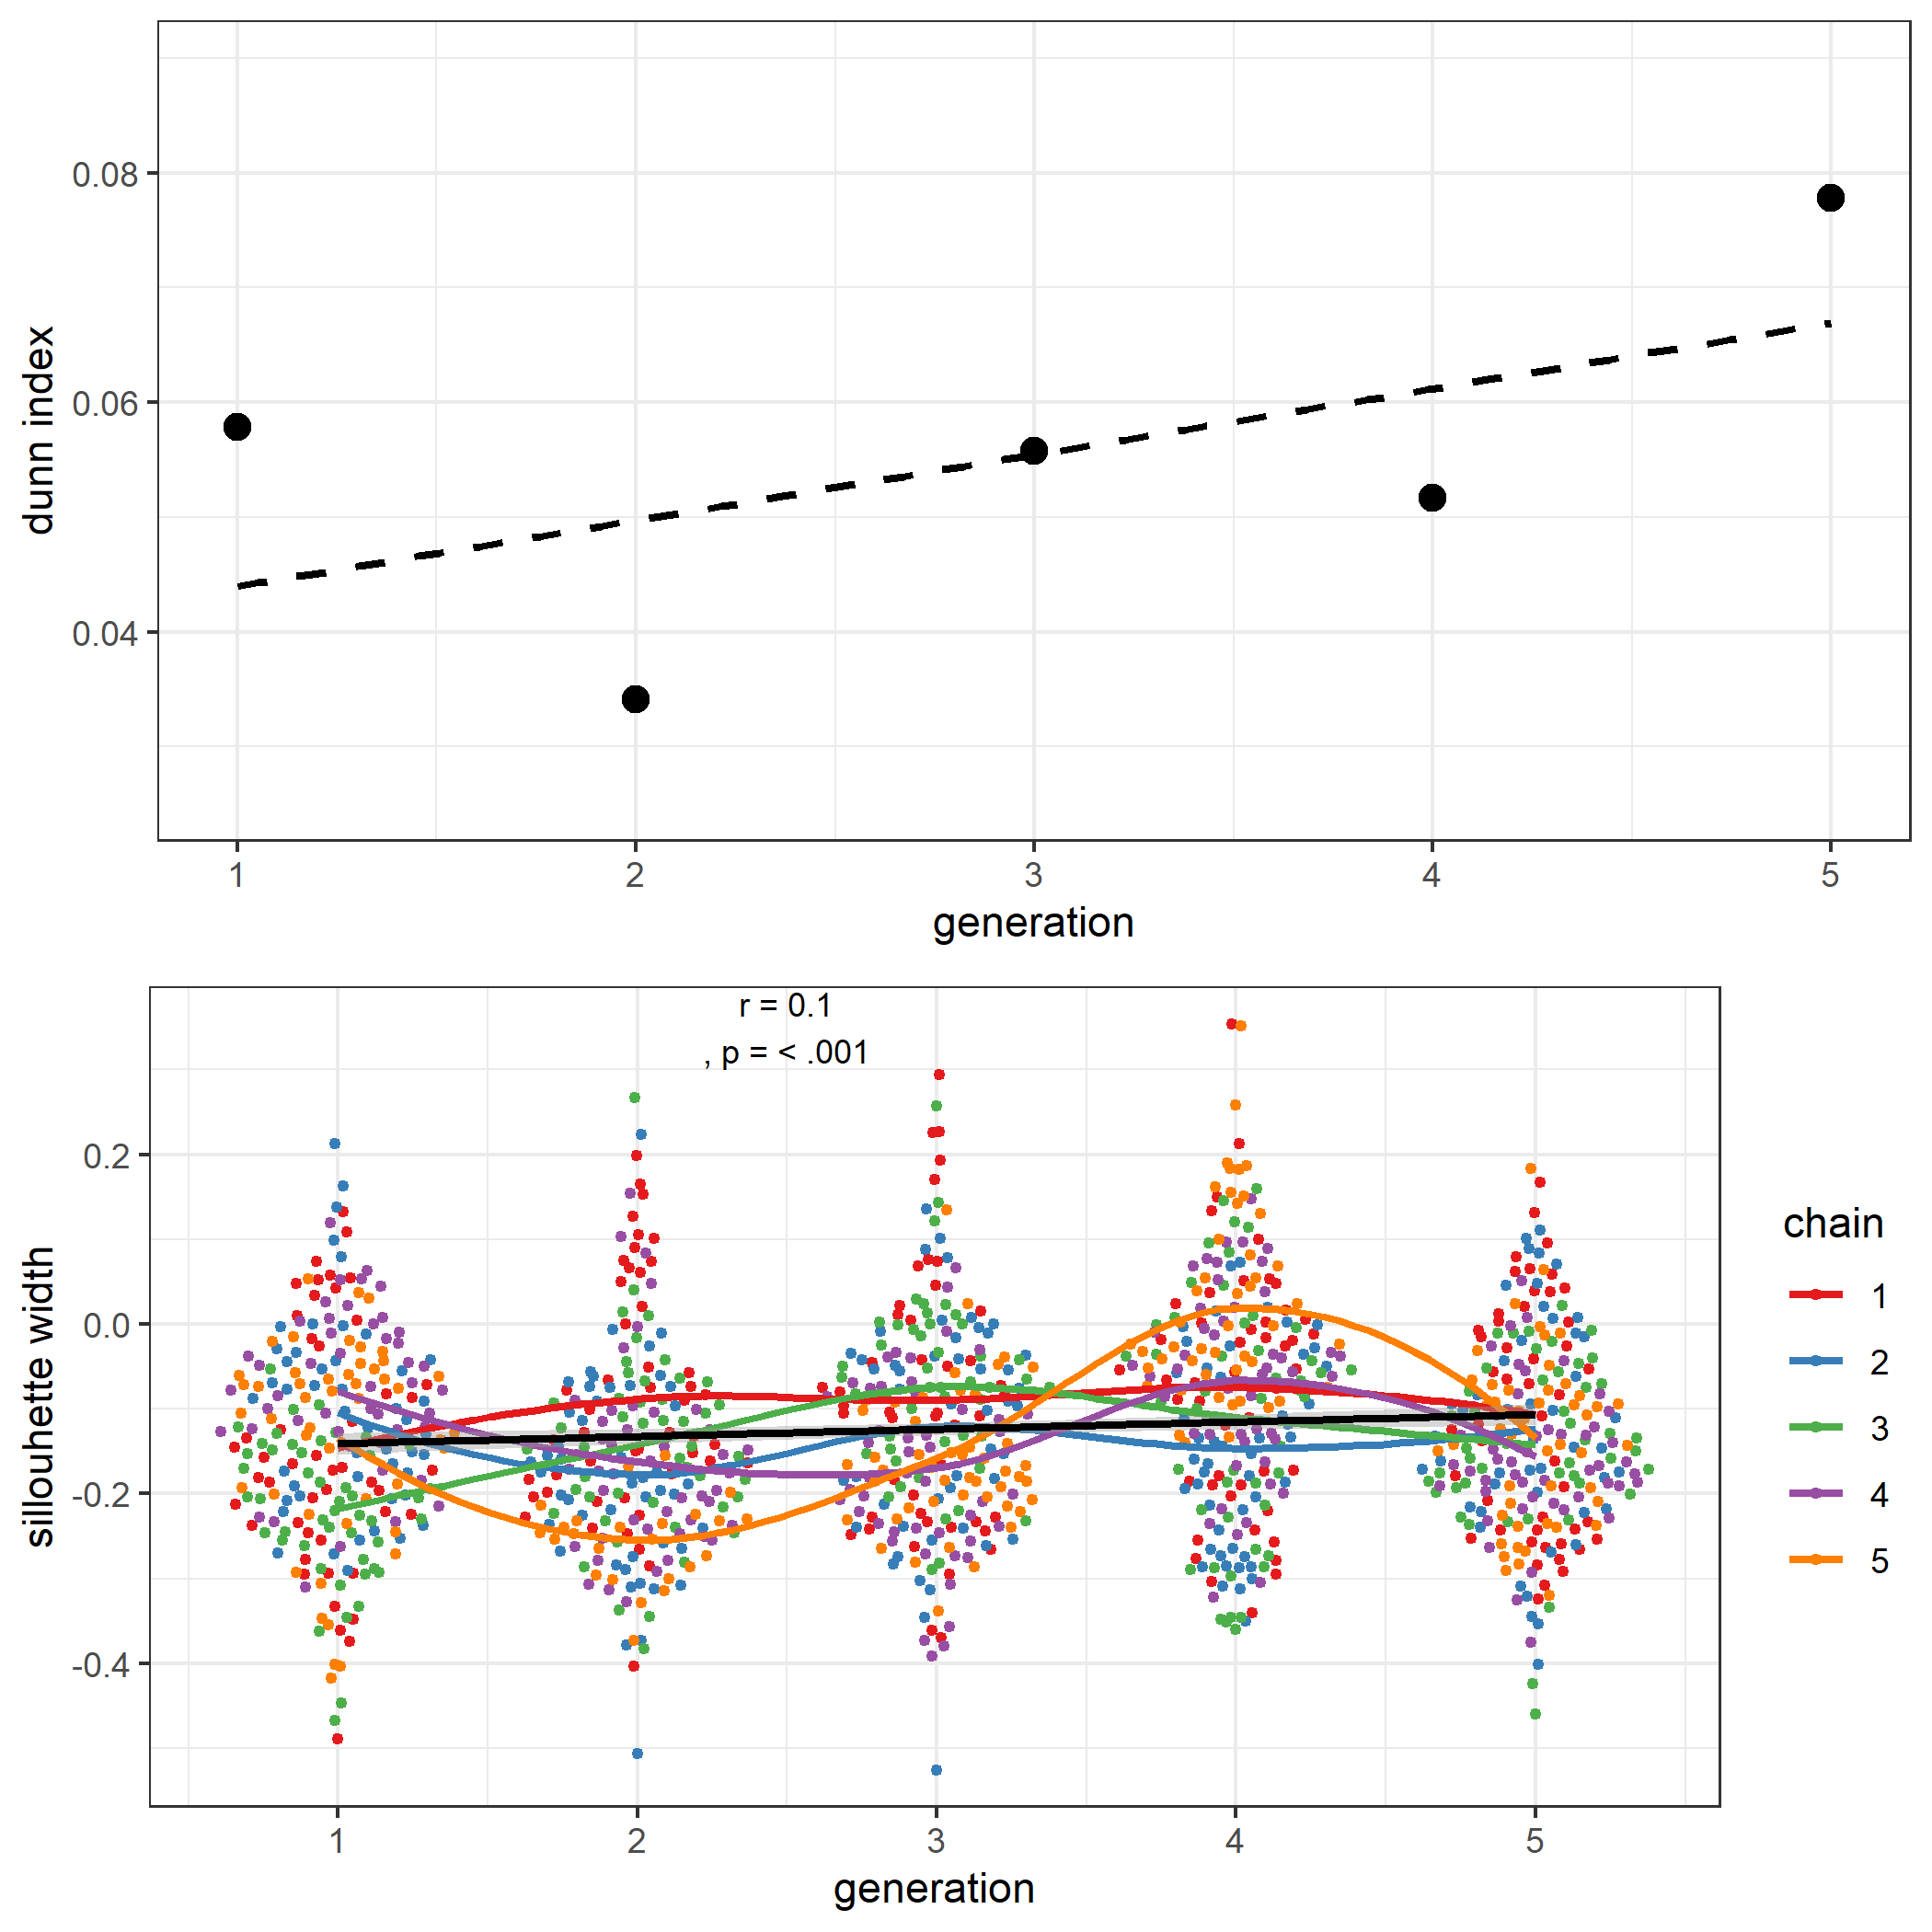 0.08
0.06
0.04
dunn index
1 2 3 4 5
generation
r = 0.1
, p = < .001
0.2
0.0
-0.2
-0.4
sillouhette width
1 2 3 4 5
generation
chain
1
2
3
4
5